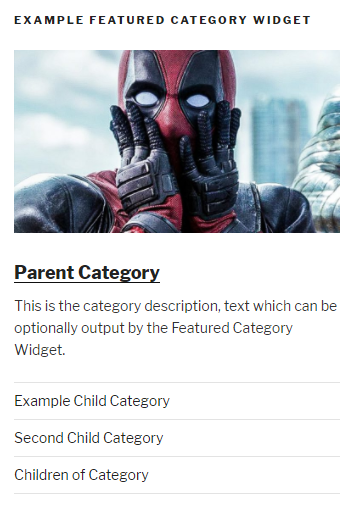 EXAMPLE FEATURED CATEGORY WIDGET
Parent Category
This is the category description, text which can be
optionally output by the Featured Category
Widget.
Example Child Category
Second Child Category
Children of Category